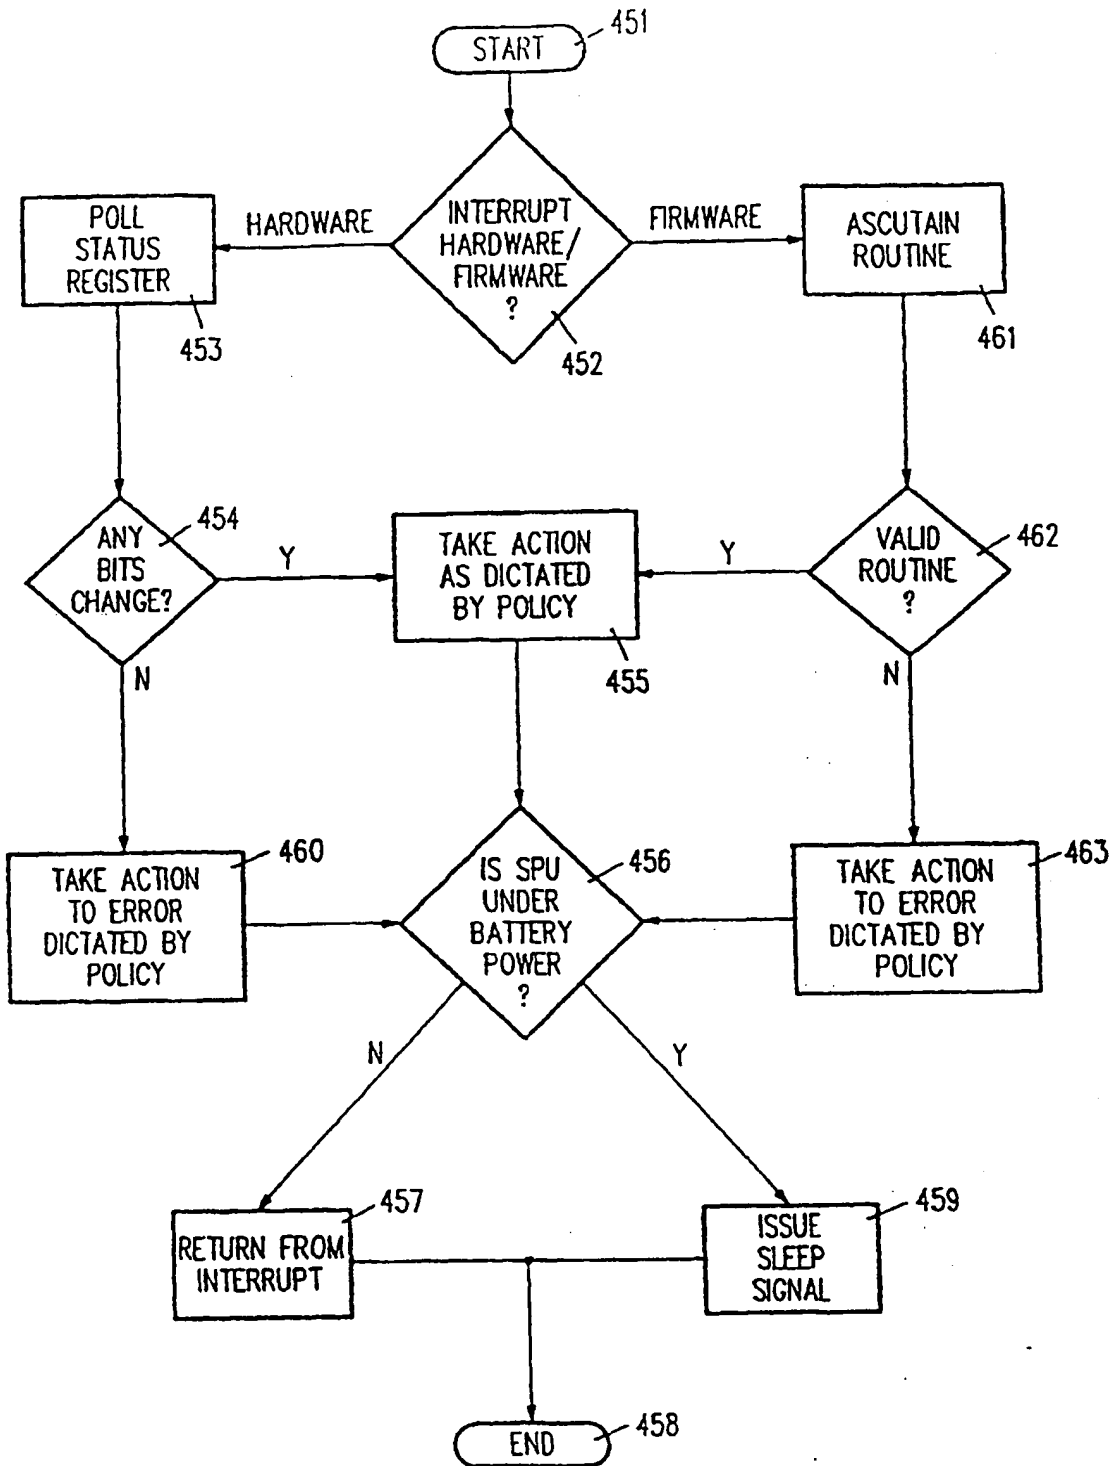 START
451
INTERRUPT
HARDWARE/
FIRMWARE
?
452
HARDWARE
FIRMWARE
POLL
STATUS
REGISTER
453
ASCUTAIN
ROUTINE
461
ANY
BITS
CHANGE?
454
Y
N
TAKE ACTION
AS DICTATED
BY POLICY
455
VALID
ROUTINE
?
462
Y
N
TAKE ACTION
TO ERROR
DICTATED BY
POLICY
460
IS SPU
UNDER
BATTERY
POWER
?
456
TAKE ACTION
TO ERROR
DICTATED BY
POLICY
463
N
Y
RETURN FROM
INTERRUPT
457
ISSUE
SLEEP
SIGNAL
459
END
458